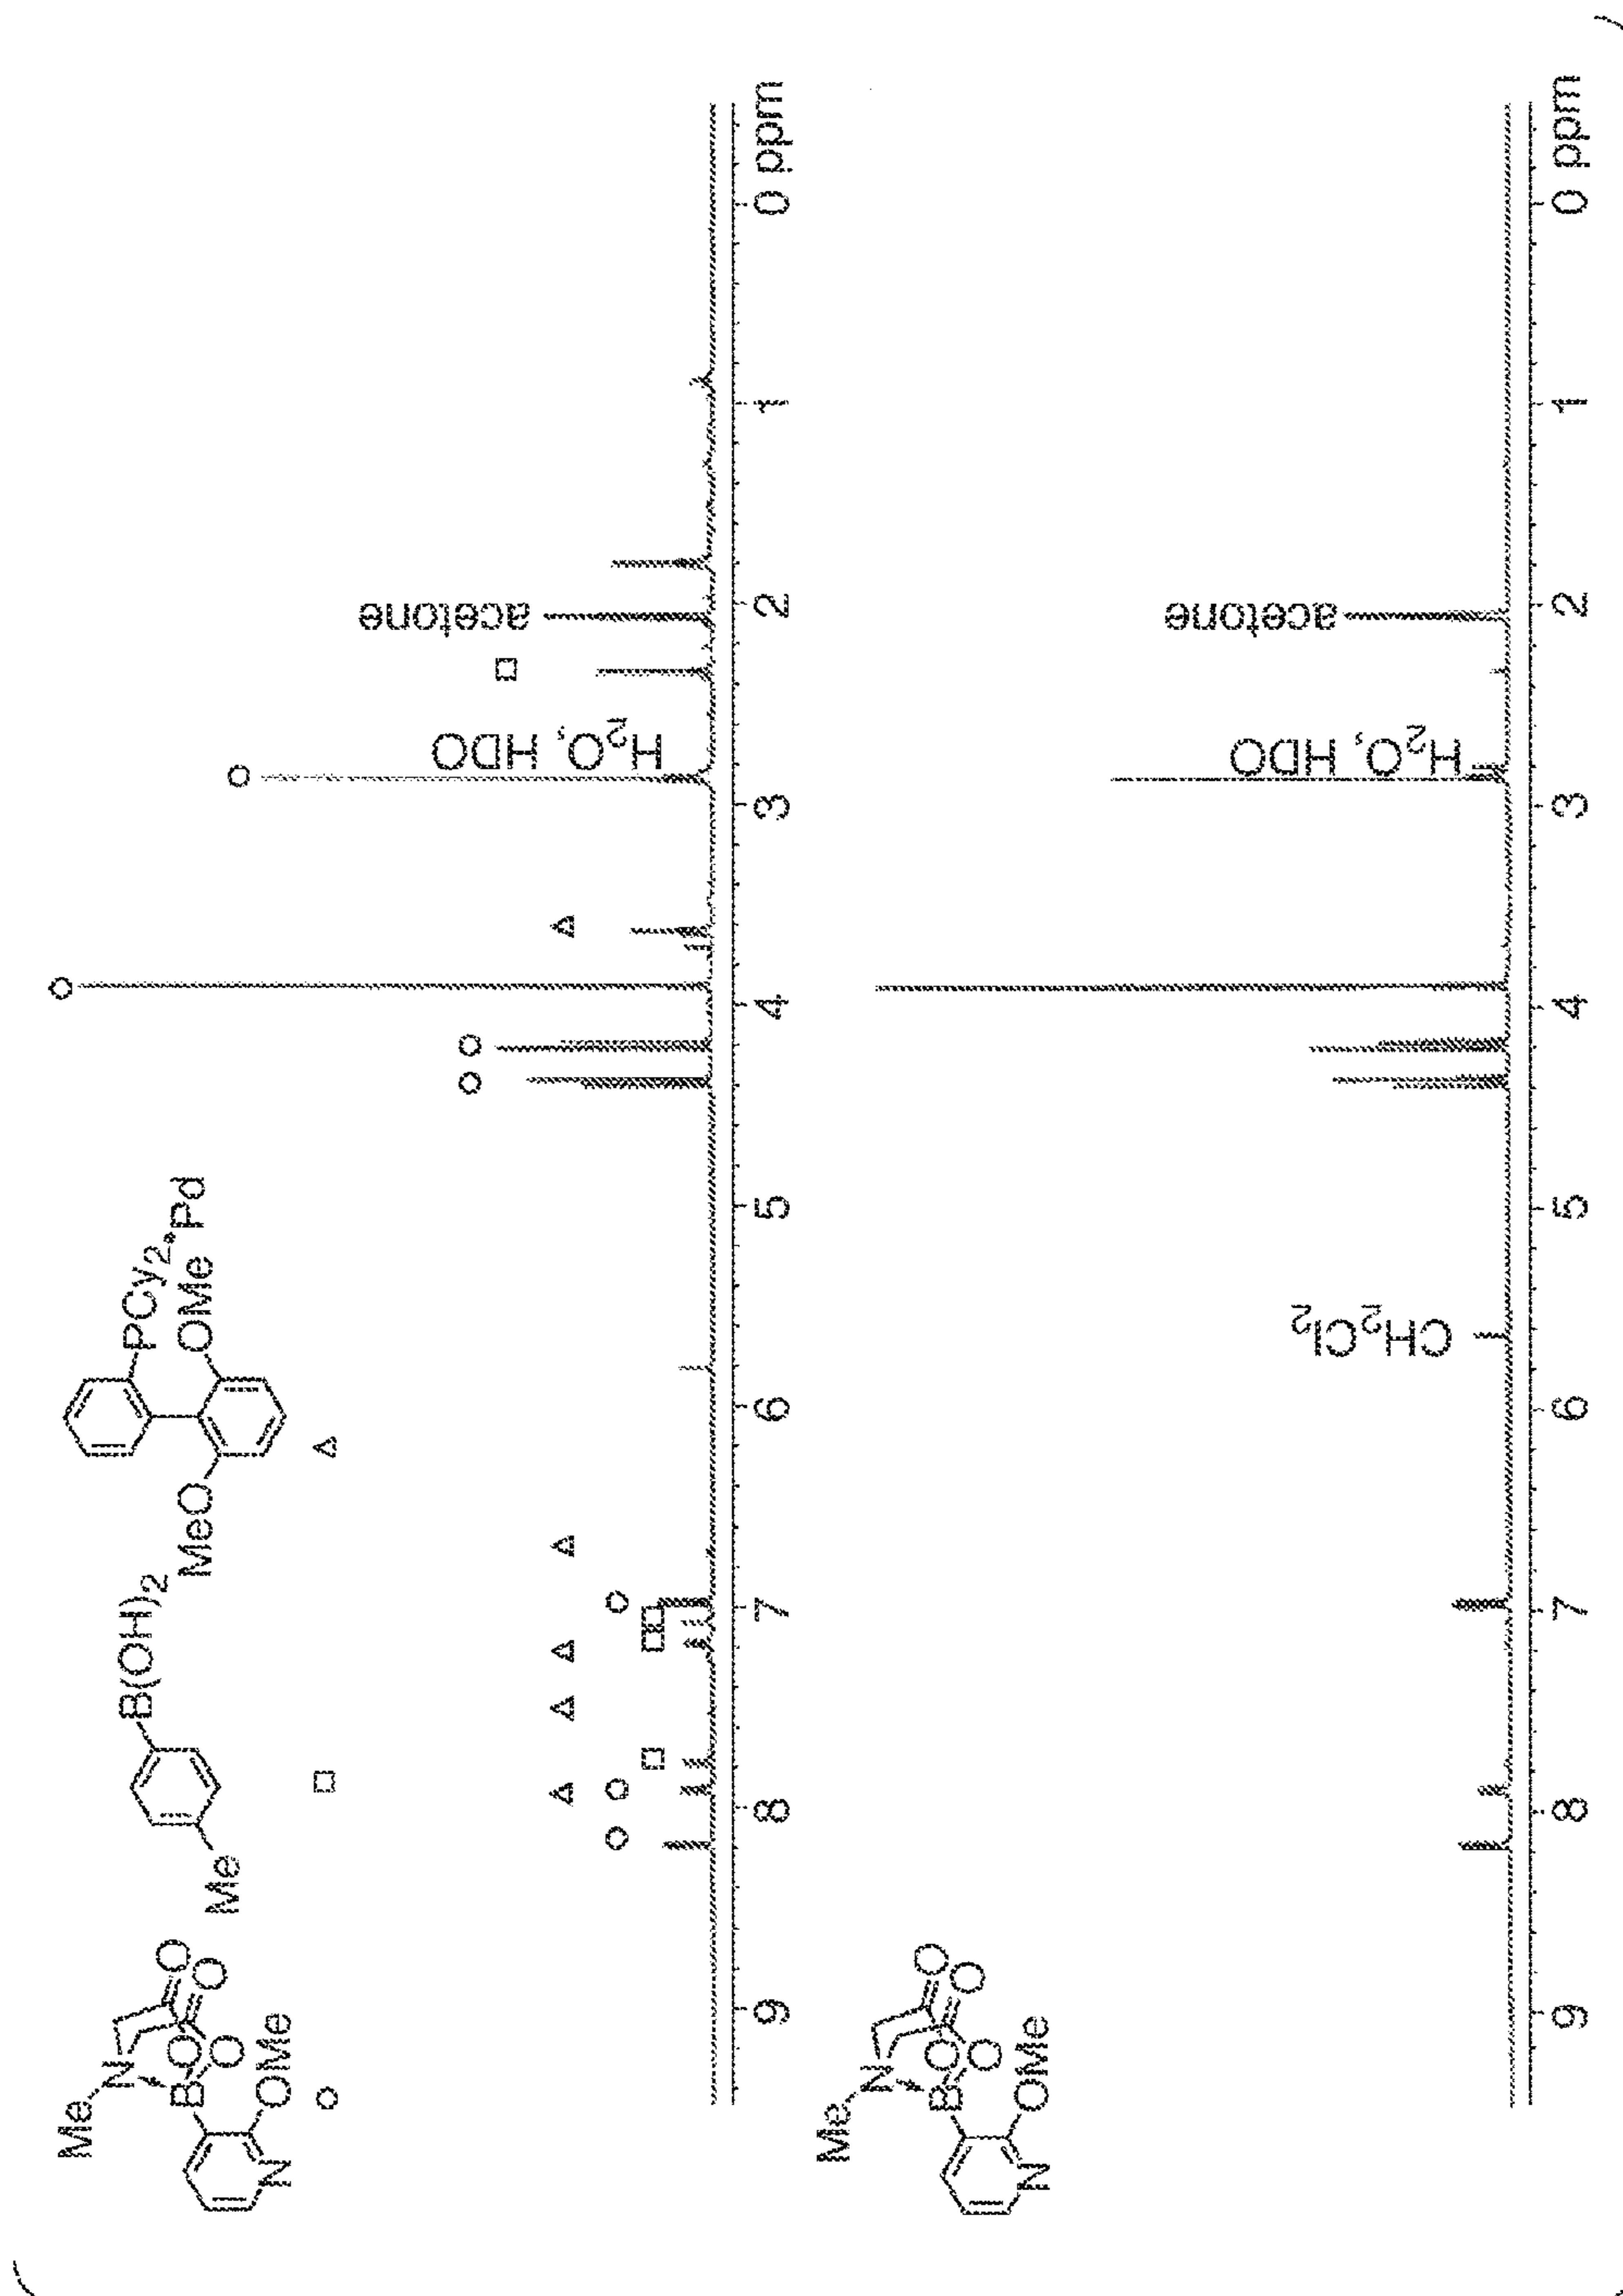 Me
N
O
B
O
O
O
OMe
N
Me
B(OH)2
MeO
PCy2•Pd
OMe
H2O, HDO
acetone
9 8 7 6 5 4 3 2 1 0 ppm
Me
N
O
B
O
O
O
OMe
N
CH2Cl2
H2O, HDO
acetone
9 8 7 6 5 4 3 2 1 0 ppm